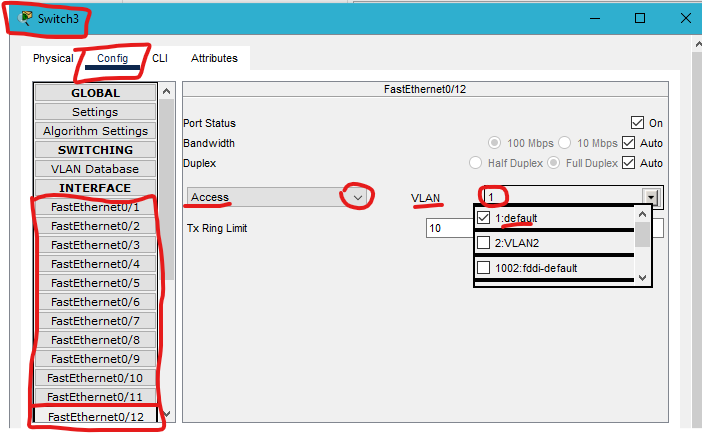 Switch3
Physical Config CLI Attributes
GLOBAL
Settings
Algorithm Settings
SWITCHING
VLAN Database
INTERFACE
FastEthernet0/1
FastEthernet0/2
FastEthernet0/3
FastEthernet0/4
FastEthernet0/5
FastEthernet0/6
FastEthernet0/7
FastEthernet0/8
FastEthernet0/9
FastEthernet0/10
FastEthernet0/11
FastEthernet0/12
FastEthernet0/12
Port Status On
Bandwidth 100 Mbps 10 Mbps Auto
Duplex Half Duplex Full Duplex Auto
Access VLAN 1
1:default
2:VLAN2
1002:fddi-default
Tx Ring Limit 10